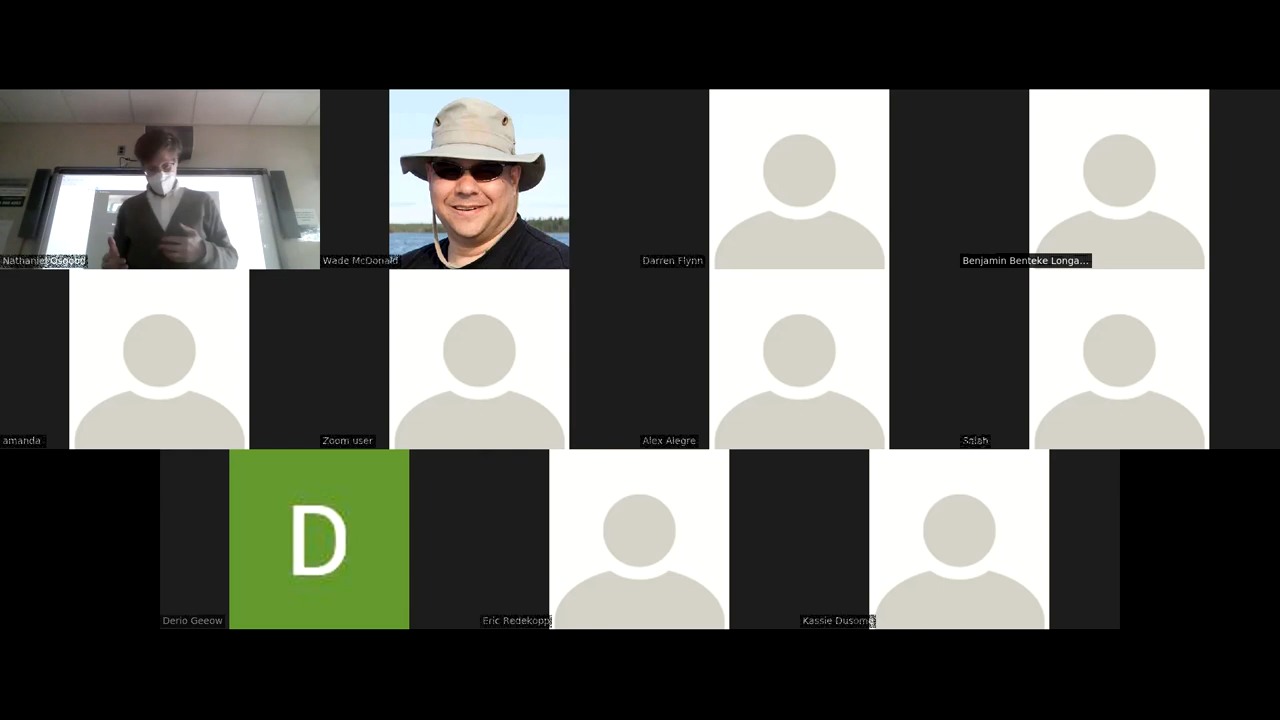 Nathaniel Osgood
Wade McDonald
Darren Flynn
Benjamin Benteke Longa...
amanda
Zoom user
Alex Alegre
Salah
D
Derio Geeow
Eric Redekopp
Kassie Dusome